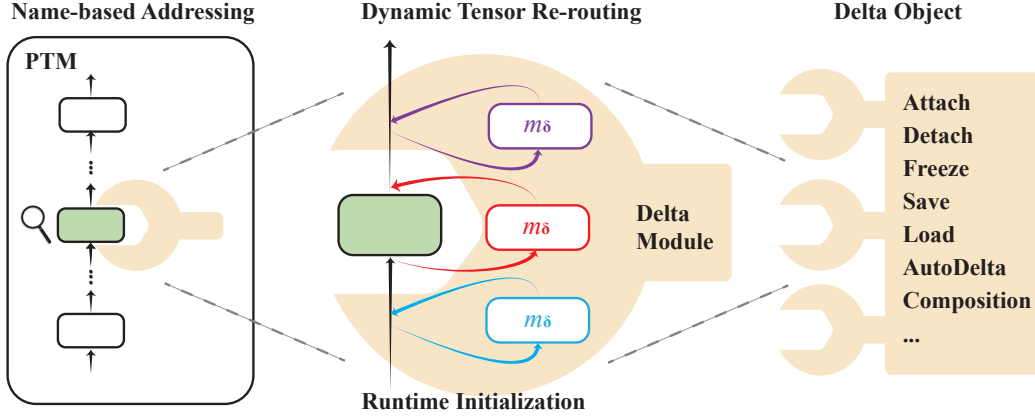 Name-based Addressing
Dynamic Tensor Re-routing
Delta Object
PTM
...
...
mδ
mδ
mδ
Delta
Module
Runtime Initialization
Attach
Detach
Freeze
Save
Load
AutoDelta
Composition
...